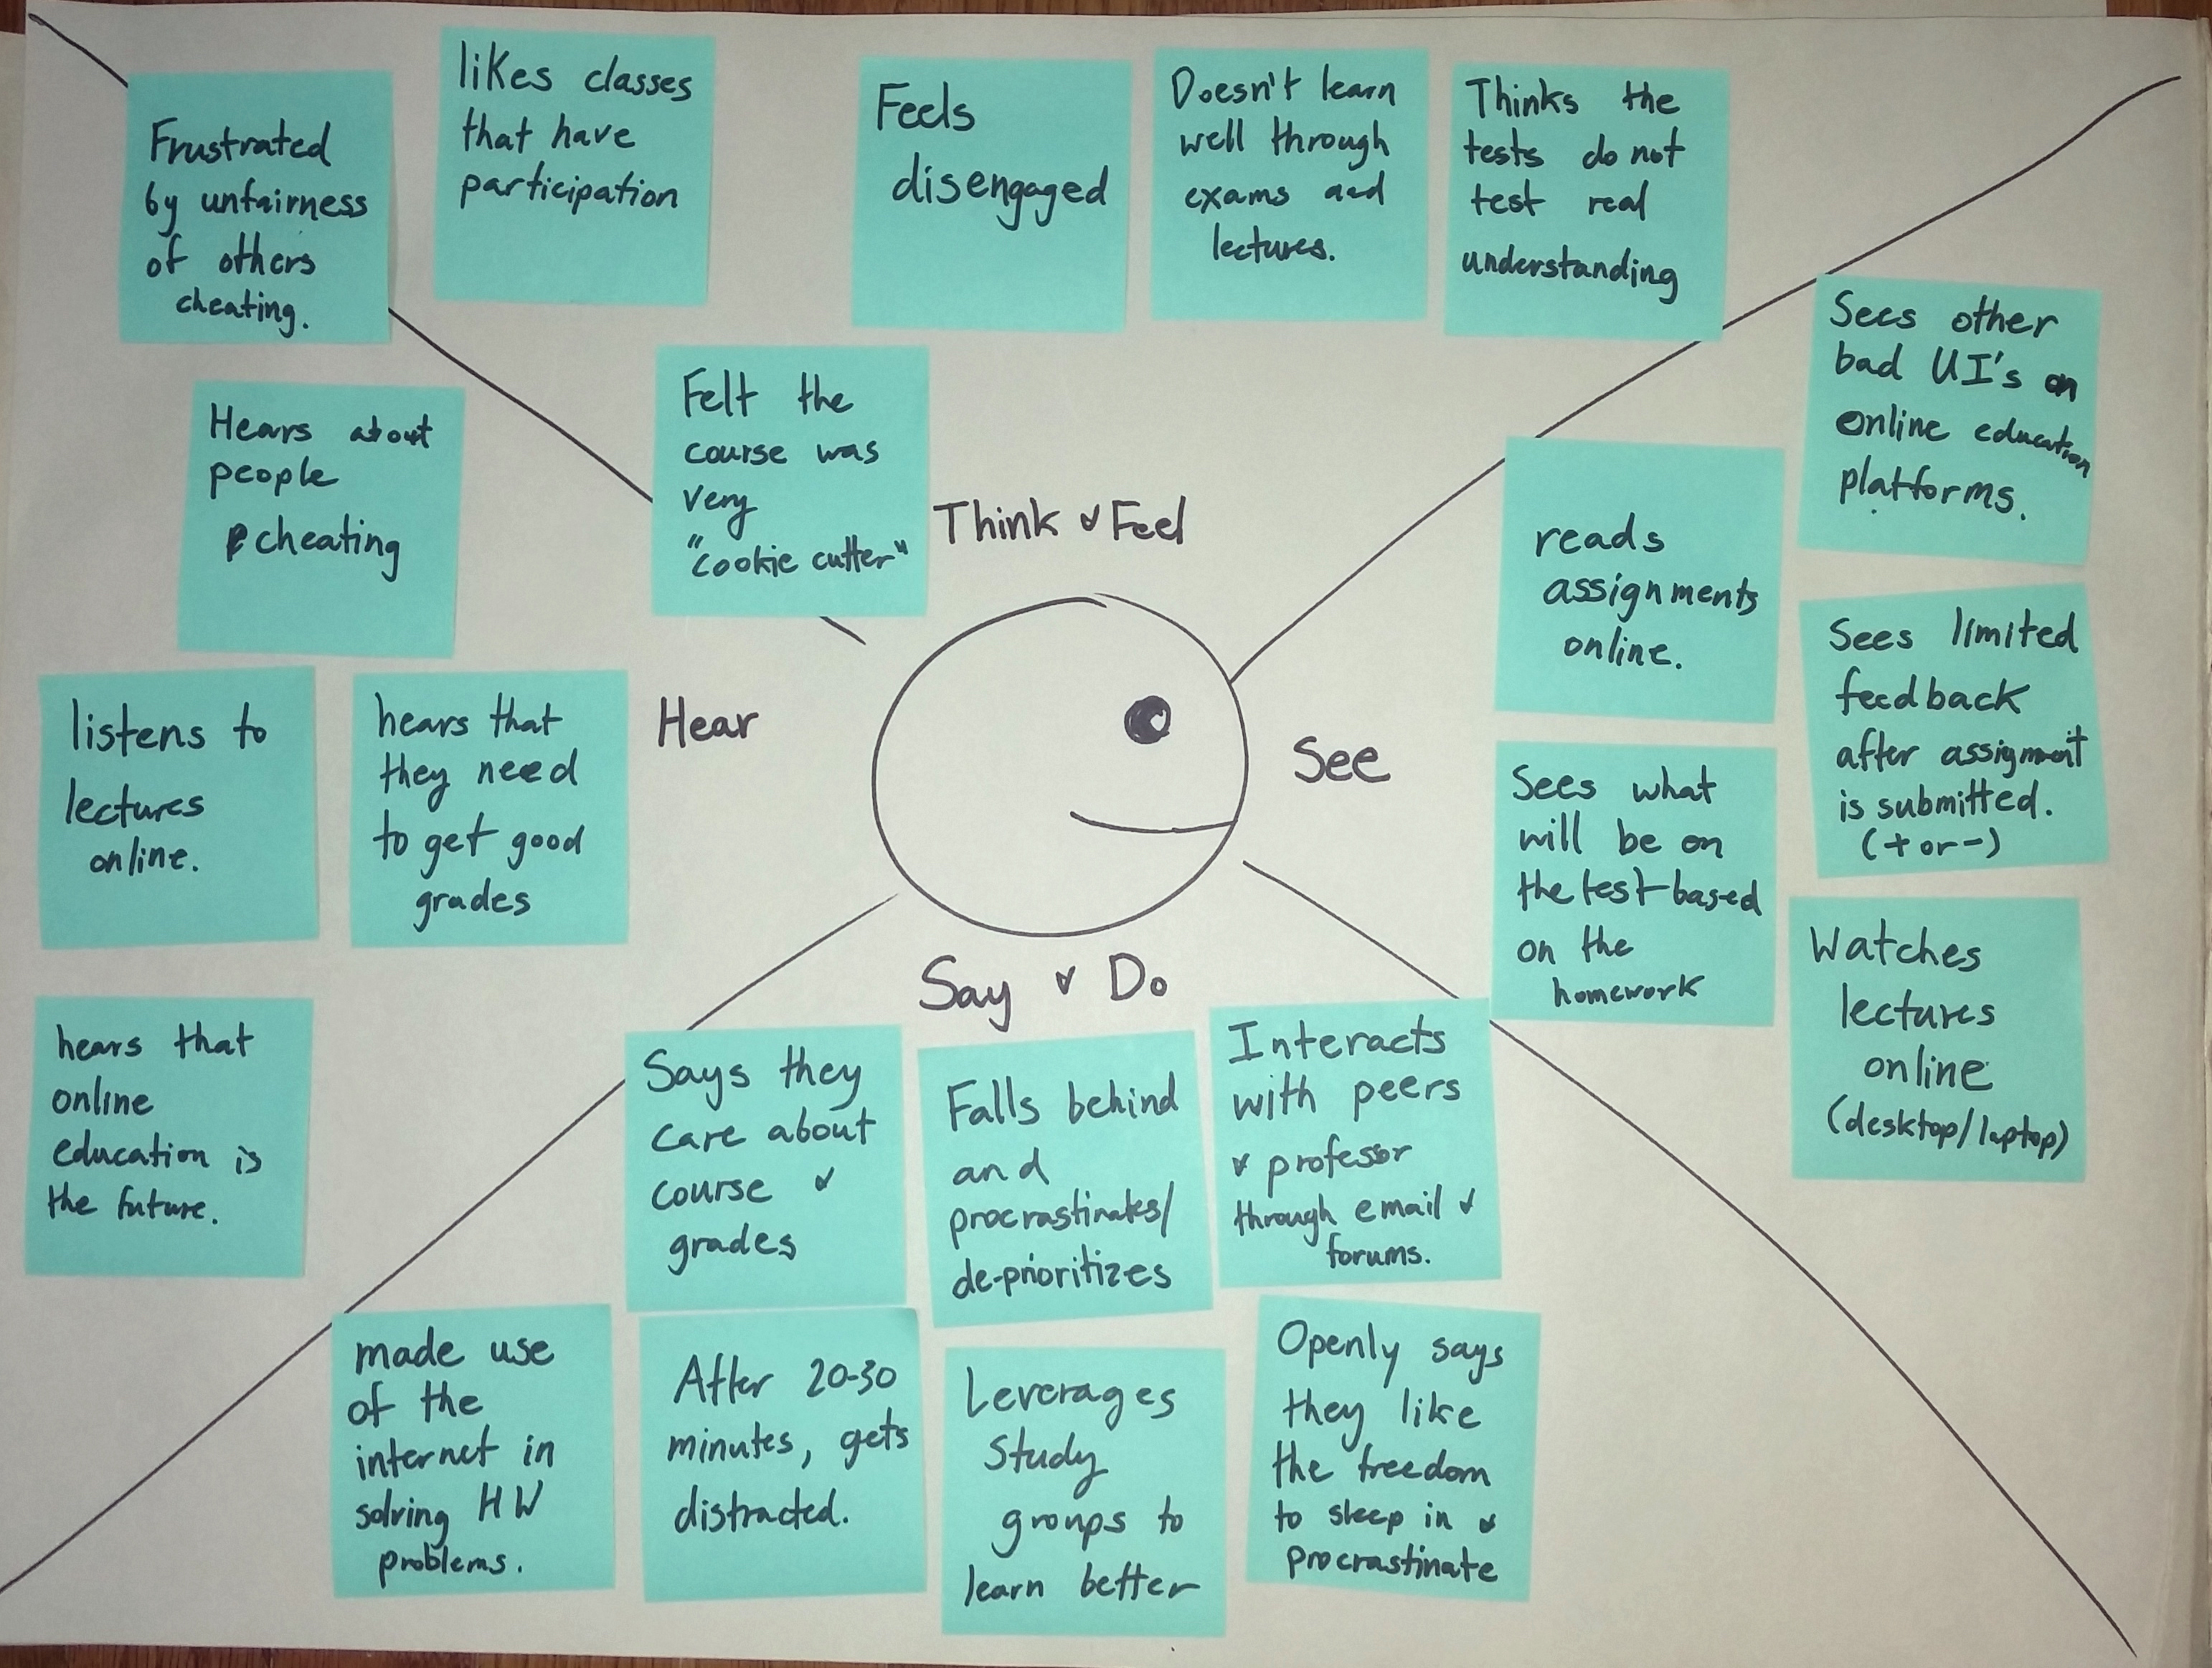 Frustrated
by unfairness
of others
cheating.
likes classes
that have
participation
Feels
disengaged
Doesn't learn
well through
exams and
lectures.
Thinks the
tests do not
test real
understanding
Felt the
course was
very
"cookie cutter"
Think & Feel
Hears about
people
cheating
listens to
lectures
online.
hears that
they need
to get good
grades
Hear
hears that
online
education is
the future.
See
Sees other
bad UI's on
online education
platforms.
reads
assignments
online.
Sees limited
feedback
after assignment
is submitted.
(+ or -)
Sees what
will be on
the test based
on the
homework
Watches
lectures
online
(desktop/laptop)
Say & Do
Says they
care about
course &
grades
Falls behind
and
procrastinates/
de-prioritizes
Interacts
with peers
& professor
through email &
forums.
made use
of the
internet in
solving HW
problems.
After 20-30
minutes, gets
distracted.
Leverages
Study
groups to
learn better
Openly says
they like
the freedom
to sleep in &
procrastinate